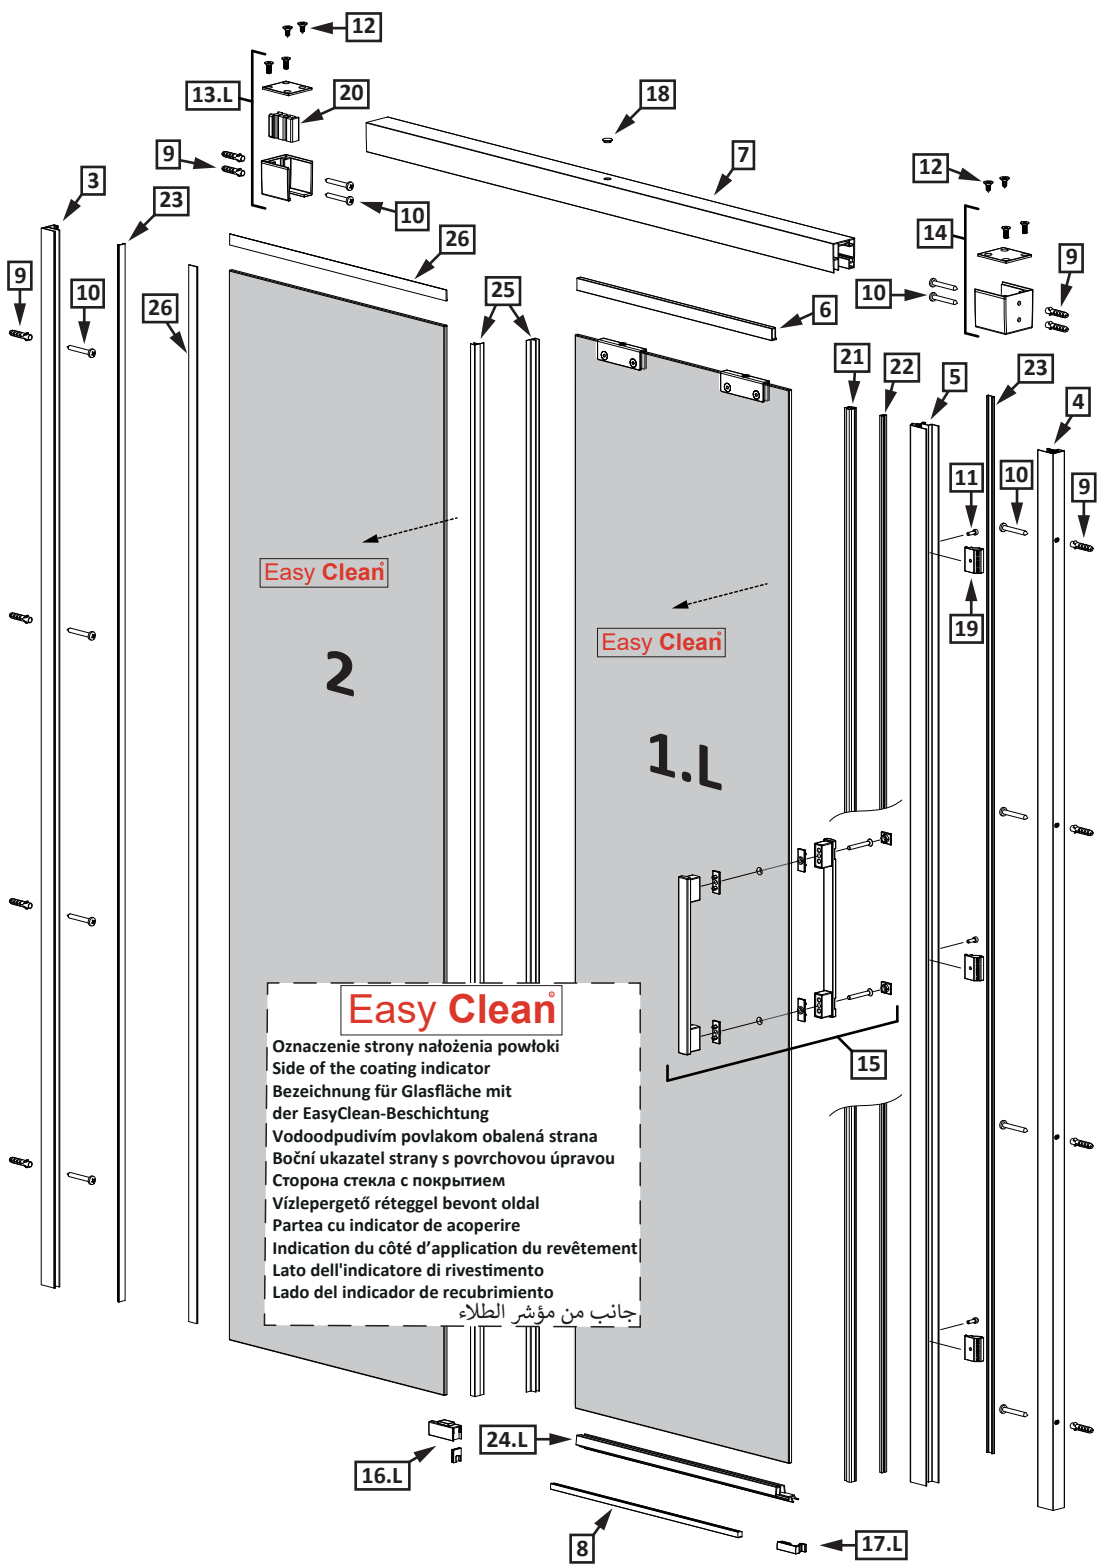 12
13.L
20
18
9
7
3
23
10
12
14
9
26
10
9
10
26
25
6
21
22
5
23
4
11
10
9
19
Easy Clean
Easy Clean
2
1.L
15
Easy Clean
Oznaczenie strony nałożenia powłoki
Side of the coating indicator
Bezeichnung für Glasfläche mit
der EasyClean-Beschichtung
Vodoodpudivím povlakom obalená strana
Boční ukazatel strany s povrchovou úpravou
Сторона стекла с покрытием
Vízlepergető réteggel bevont oldal
Partea cu indicator de acoperire
Indication du côté d’application du revêtement
Lato dell'indicatore di rivestimento
Lado del indicador de recubrimiento
جانب من مؤشر الطلاء
24.L
16.L
8
17.L